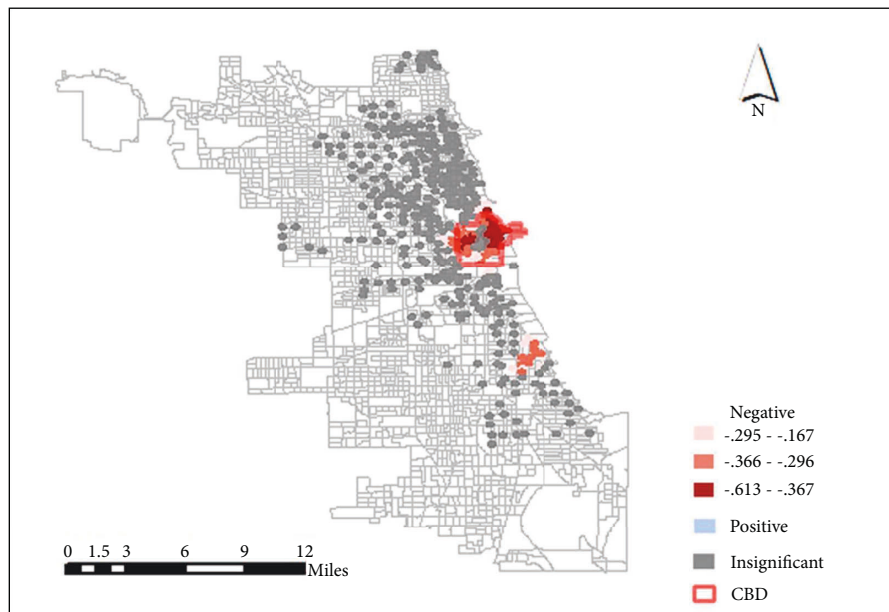 N
Negative
-.295 - -.167
-.366 - -.296
-.613 - -.367
Positive
Insignificant
CBD
0 1.5 3 6 9 12
Miles